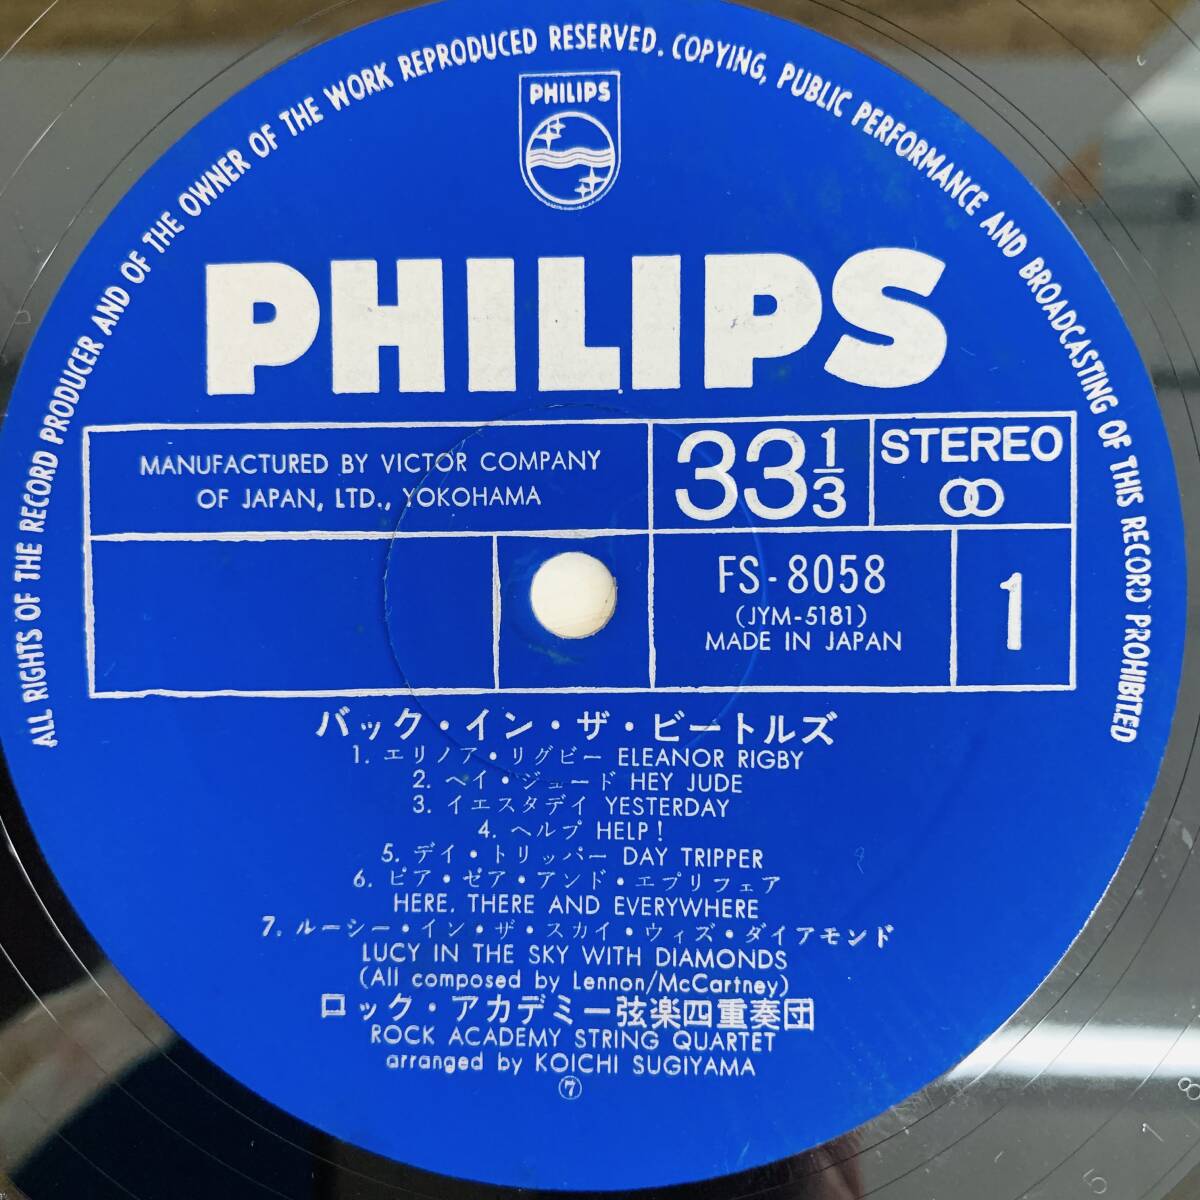 ALL RIGHTS OF THE RECORD PRODUCER AND OF THE OWNER OF THE WORK REPRODUCED RESERVED. COPYING, PUBLIC PERFORMANCE AND BROADCASTING OF THIS RECORD PROHIBITED
PHILIPS
PHILIPS
MANUFACTURED BY VICTOR COMPANY
OF JAPAN, LTD., YOKOHAMA
33 1/3
STEREO
FS-8058
(JYM-5181)
MADE IN JAPAN
1
バック・イン・ザ・ビートルズ
1. エリノア・リグビー ELEANOR RIGBY
2. ヘイ・ジュード HEY JUDE
3. イエスタデイ YESTERDAY
4. ヘルプ HELP!
5. デイ・トリッパー DAY TRIPPER
6. ピア・ゼア・アンド・エブリフェア
HERE, THERE AND EVERYWHERE
7. ルーシー・イン・ザ・スカイ・ウィズ・ダイアモンド
LUCY IN THE SKY WITH DIAMONDS
(All composed by Lennon/McCartney)
ロック・アカデミー弦楽四重奏団
ROCK ACADEMY STRING QUARTET
arranged by KOICHI SUGIYAMA
⑦